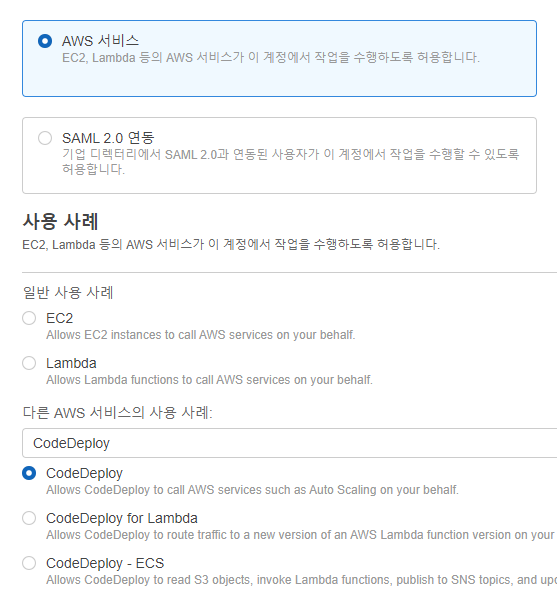 AWS 서비스
EC2, Lambda 등의 AWS 서비스가 이 계정에서 작업을 수행하도록 허용합니다.
SAML 2.0 연동
기업 디렉터리에서 SAML 2.0과 연동된 사용자가 이 계정에서 작업을 수행할 수 있도록
허용합니다.
사용 사례
EC2, Lambda 등의 AWS 서비스가 이 계정에서 작업을 수행하도록 허용합니다.
일반 사용 사례
EC2
Allows EC2 instances to call AWS services on your behalf.
Lambda
Allows Lambda functions to call AWS services on your behalf.
다른 AWS 서비스의 사용 사례:
CodeDeploy
CodeDeploy
Allows CodeDeploy to call AWS services such as Auto Scaling on your behalf.
CodeDeploy for Lambda
Allows CodeDeploy to route traffic to a new version of an AWS Lambda function version on your
CodeDeploy - ECS
Allows CodeDeploy to read S3 objects, invoke Lambda functions, publish to SNS topics, and